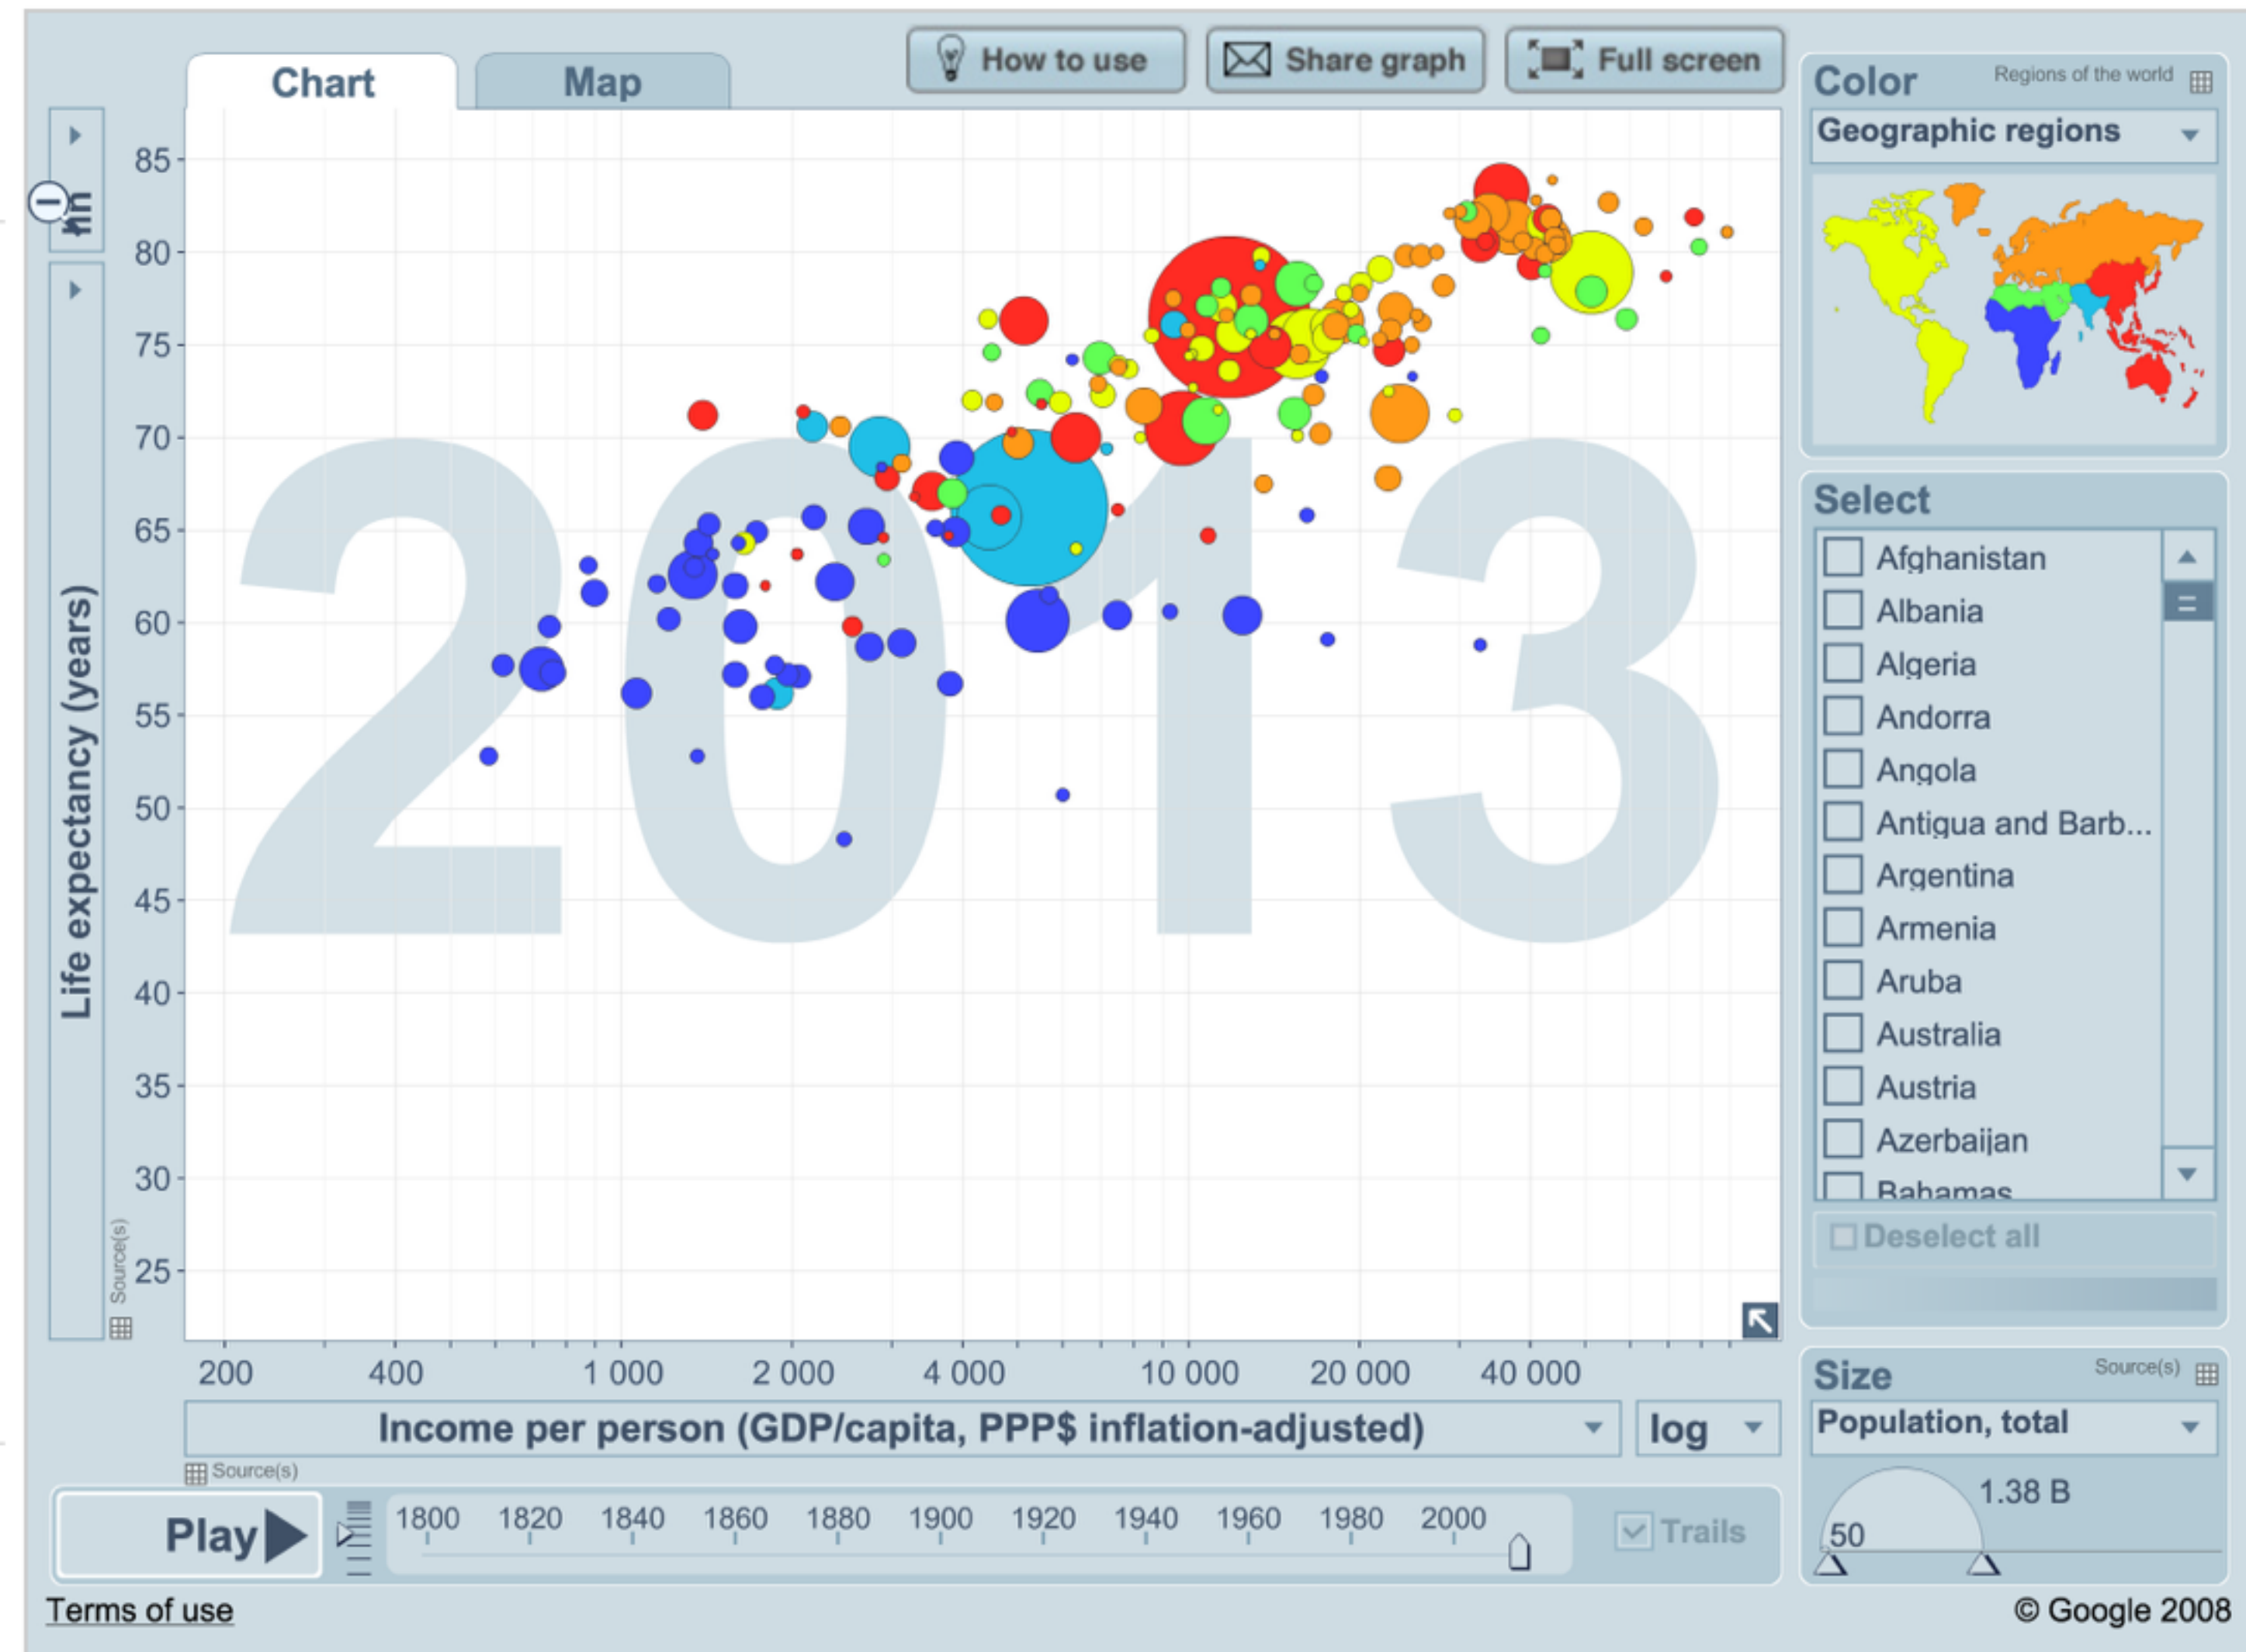 Chart
Map
How to use
Share graph
Full screen
Color
Regions of the world
Geographic regions
85
80
75
70
65
60
55
50
45
40
35
30
25
Life expectancy (years)
lin
Source(s)
2013
200
400
1 000
2 000
4 000
10 000
20 000
40 000
Income per person (GDP/capita, PPP$ inflation-adjusted)
log
Source(s)
Select
Afghanistan
Albania
Algeria
Andorra
Angola
Antigua and Barb...
Argentina
Armenia
Aruba
Australia
Austria
Azerbaijan
Bahamas
Deselect all
Size
Source(s)
Population, total
1.38 B
50
Play
1800 1820 1840 1860 1880 1900 1920 1940 1960 1980 2000
Trails
Terms of use
© Google 2008